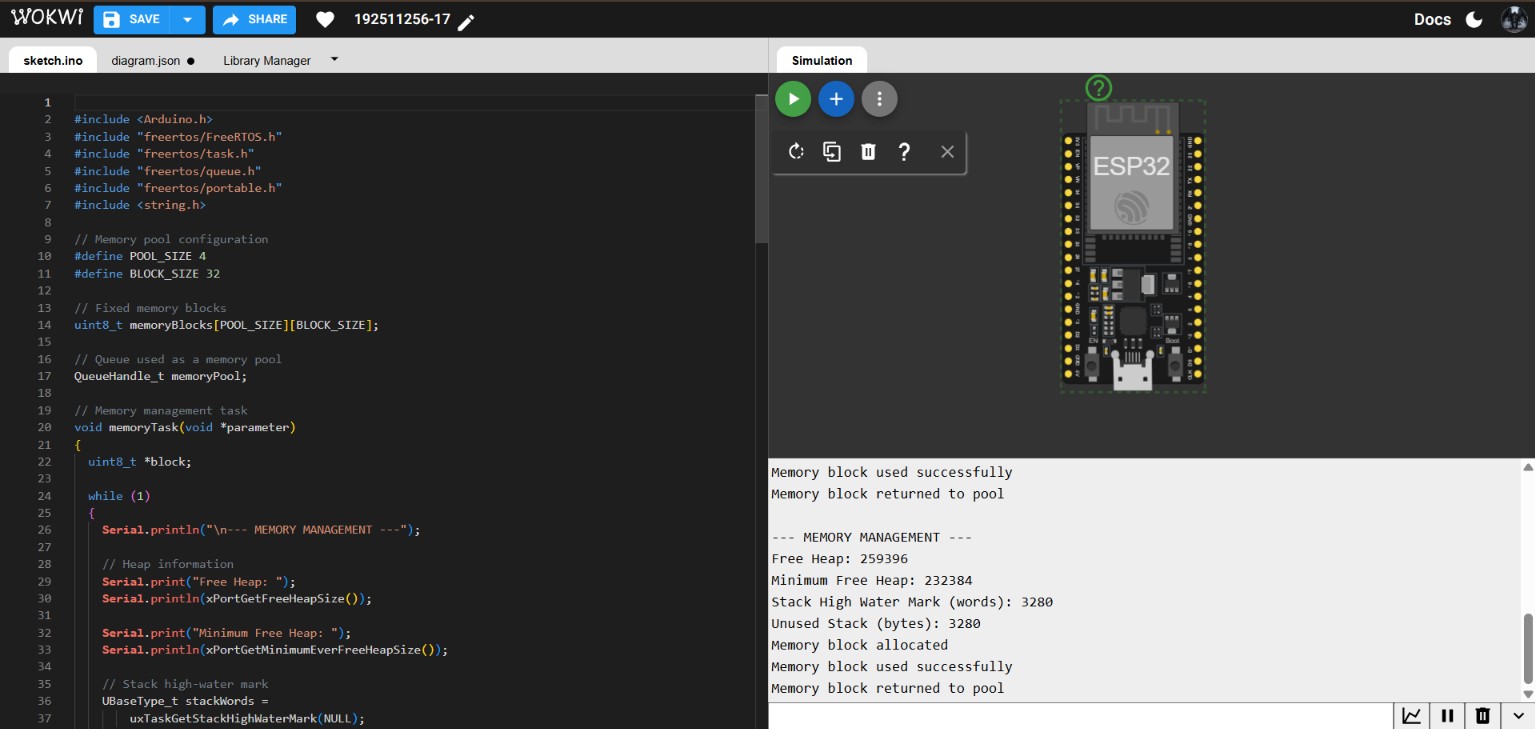 WOKWi
SAVE
SHARE
192511256-17
Docs
sketch.ino
diagram.json
Library Manager
Simulation
1
2 #include <Arduino.h>
3 #include "freertos/FreeRTOS.h"
4 #include "freertos/task.h"
5 #include "freertos/queue.h"
6 #include "freertos/portable.h"
7 #include <string.h>
8
9 // Memory pool configuration
10 #define POOL_SIZE 4
11 #define BLOCK_SIZE 32
12
13 // Fixed memory blocks
14 uint8_t memoryBlocks[POOL_SIZE][BLOCK_SIZE];
15
16 // Queue used as a memory pool
17 QueueHandle_t memoryPool;
18
19 // Memory management task
20 void memoryTask(void *parameter)
21 {
22 uint8_t *block;
23
24 while (1)
25 {
26 Serial.println("\n--- MEMORY MANAGEMENT ---");
27
28 // Heap information
29 Serial.print("Free Heap: ");
30 Serial.println(xPortGetFreeHeapSize());
31
32 Serial.print("Minimum Free Heap: ");
33 Serial.println(xPortGetMinimumEverFreeHeapSize());
34
35 // Stack high-water mark
36 UBaseType_t stackWords =
37 uxTaskGetStackHighWaterMark(NULL);
?
?
ESP32
EN
Boot
Memory block used successfully
Memory block returned to pool
--- MEMORY MANAGEMENT ---
Free Heap: 259396
Minimum Free Heap: 232384
Stack High Water Mark (words): 3280
Unused Stack (bytes): 3280
Memory block allocated
Memory block used successfully
Memory block returned to pool